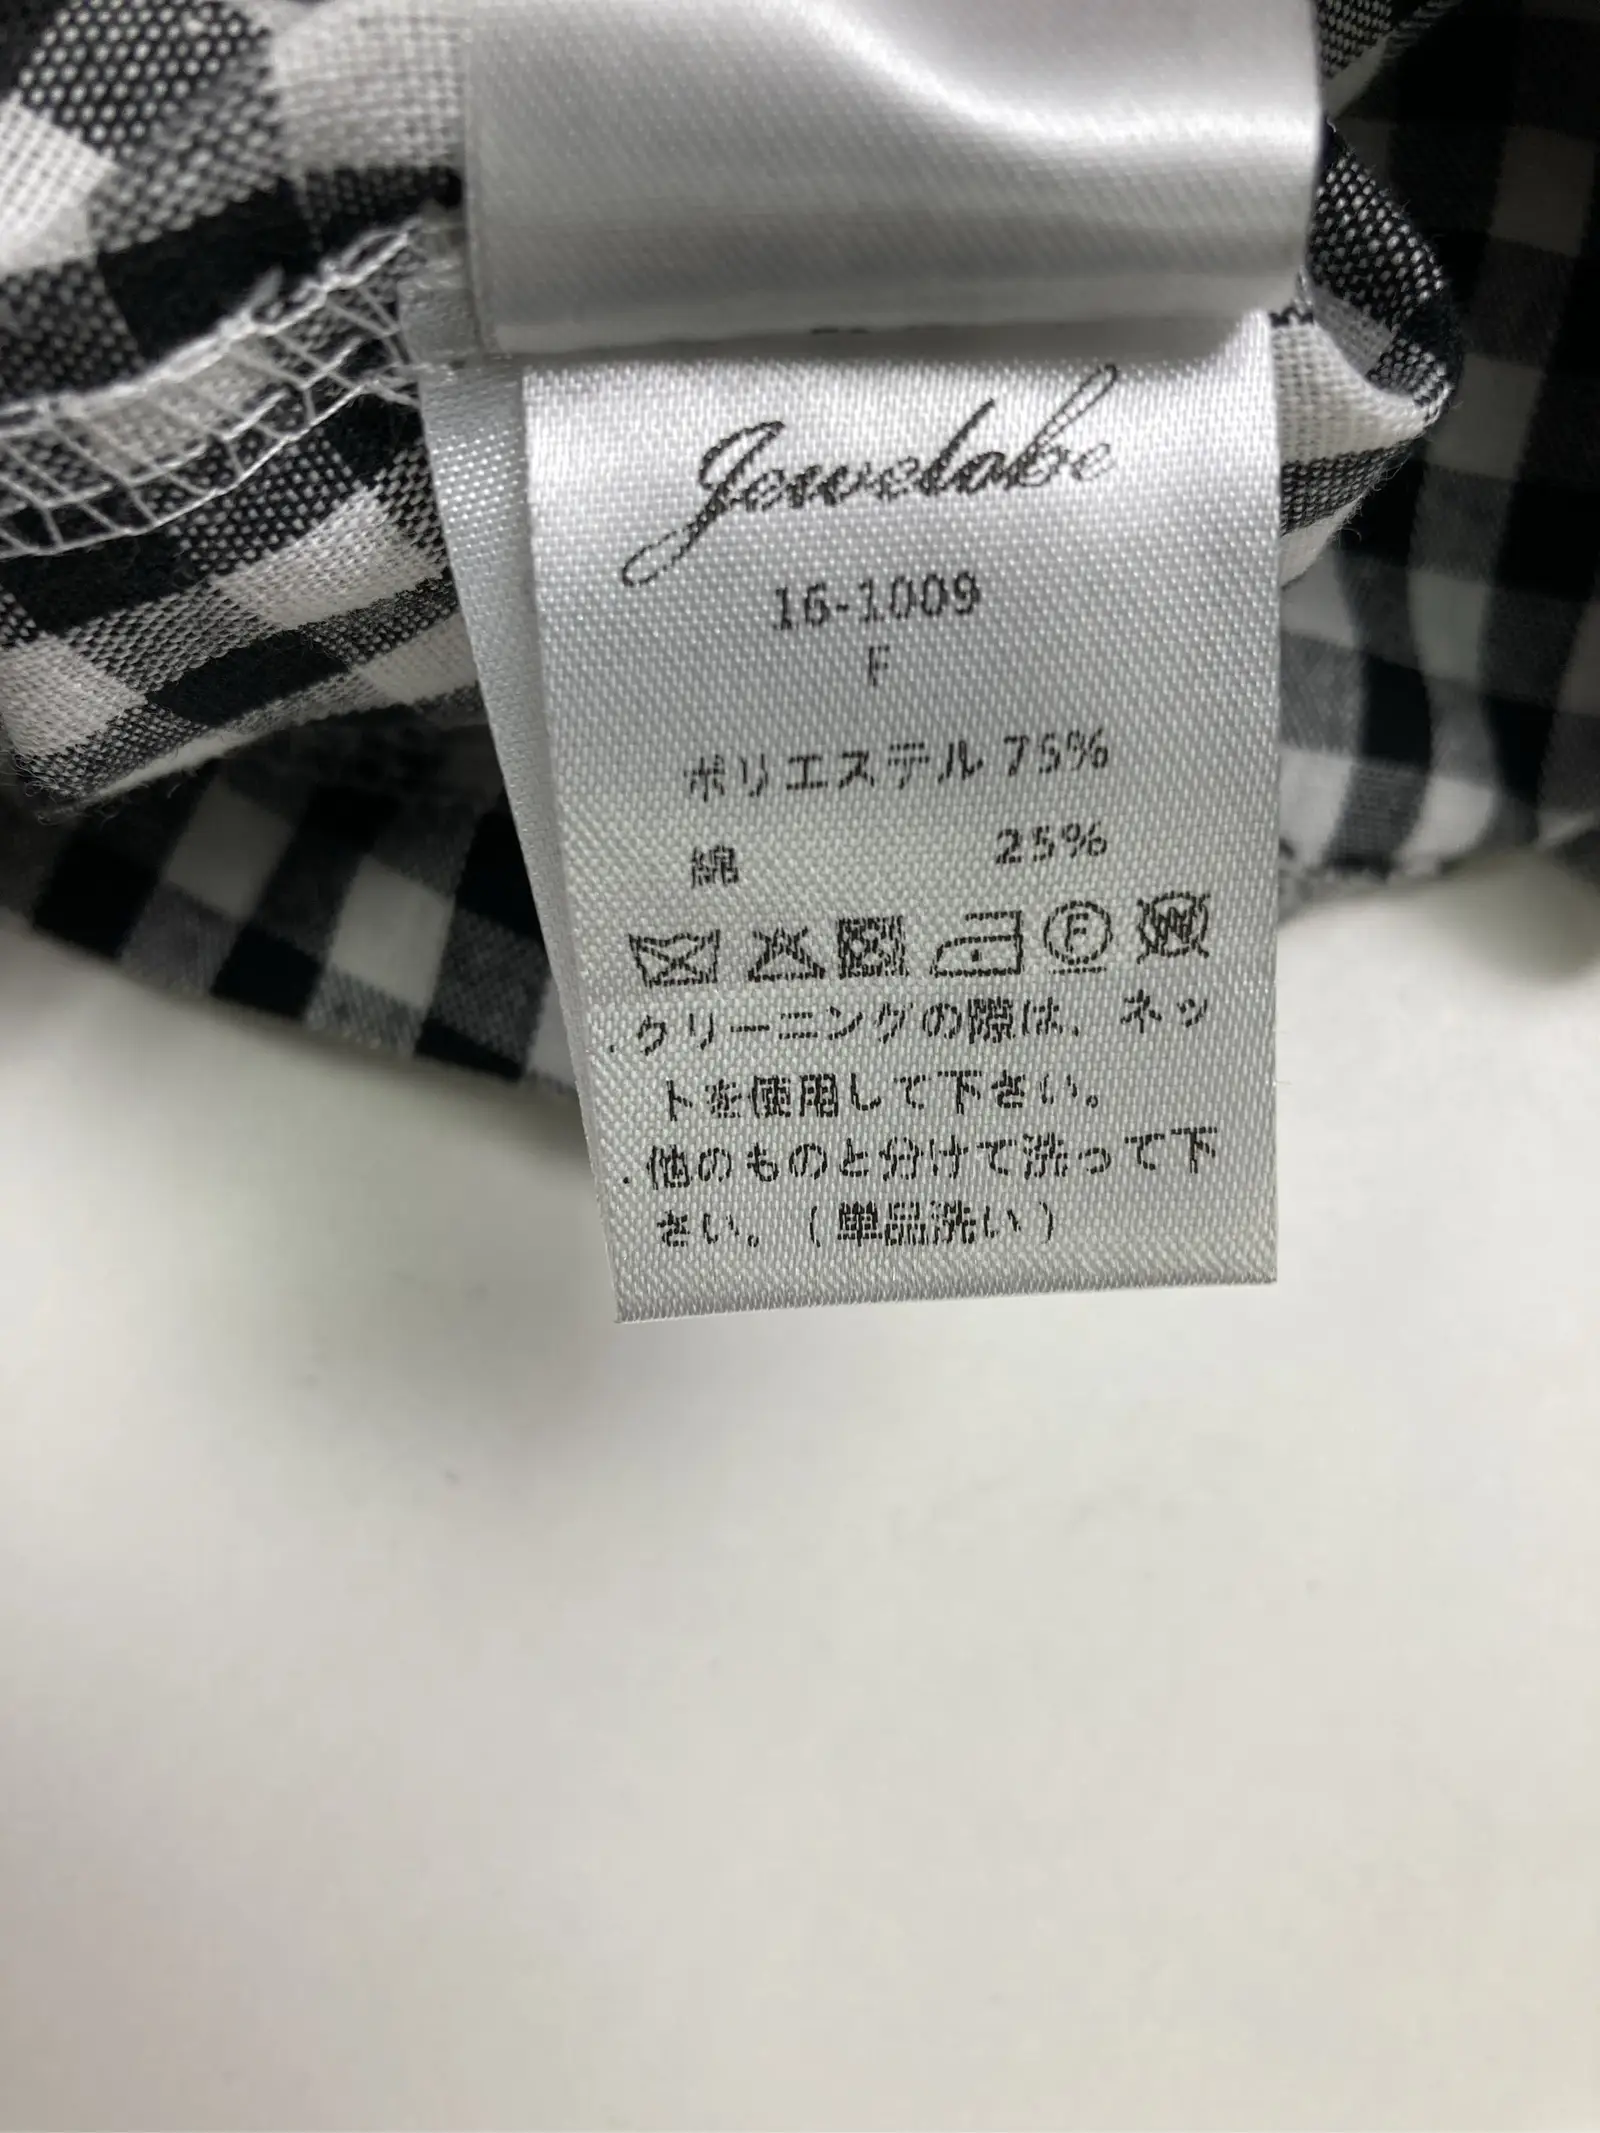 Jewelobe
16-1009
F
ポリエステル 75%
綿 25%
・クリーニングの際は、ネッ
トを使用して下さい。
・他のものと分けて洗って下
さい。(単品洗い)